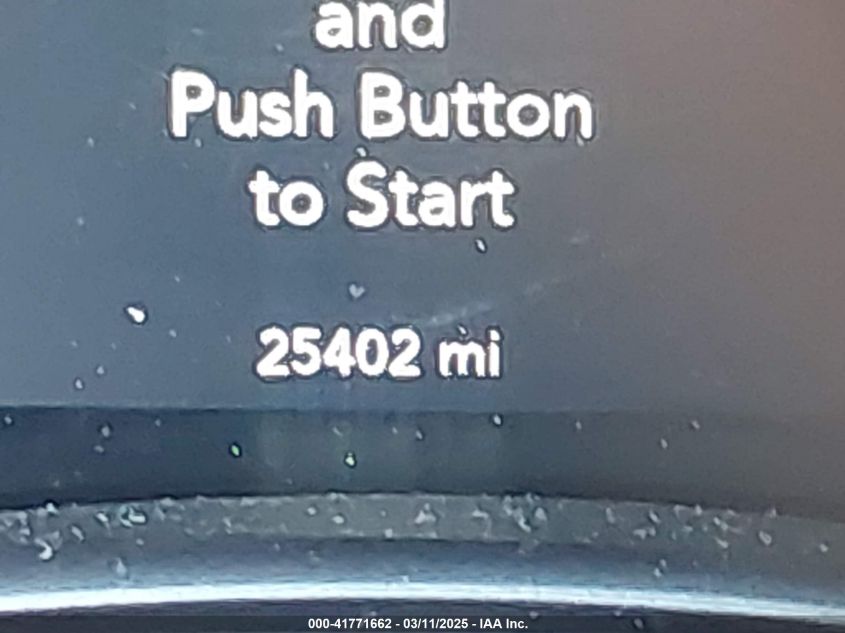 and
Push Button
to Start
25402 mi
000-41771662 - 03/11/2025 - IAA Inc.